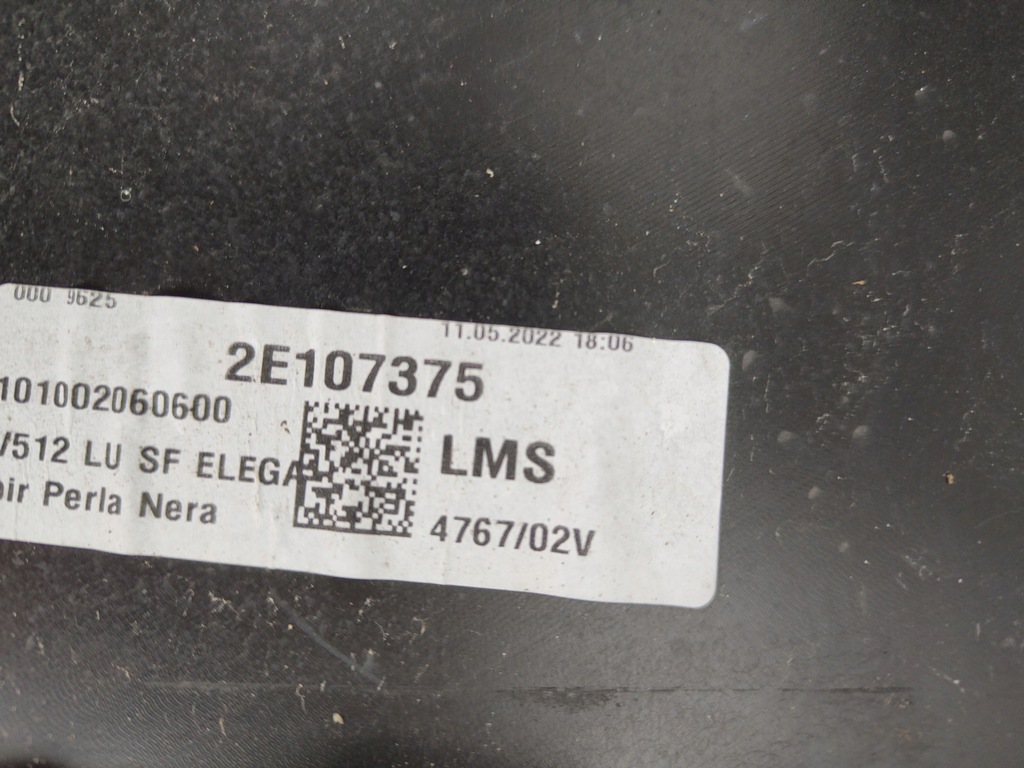 000 9625
11.05.2022 18:06
2E107375
101002060600
/512 LU SF ELEGA
LMS
ir Perla Nera
4767/02V